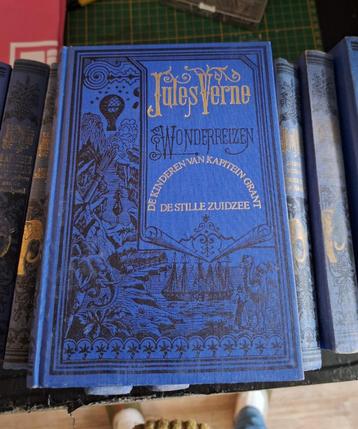 Jules Verne
Wonderreizen
DE KINDEREN VAN KAPITEIN GRANT
DE STILLE ZUIDZEE